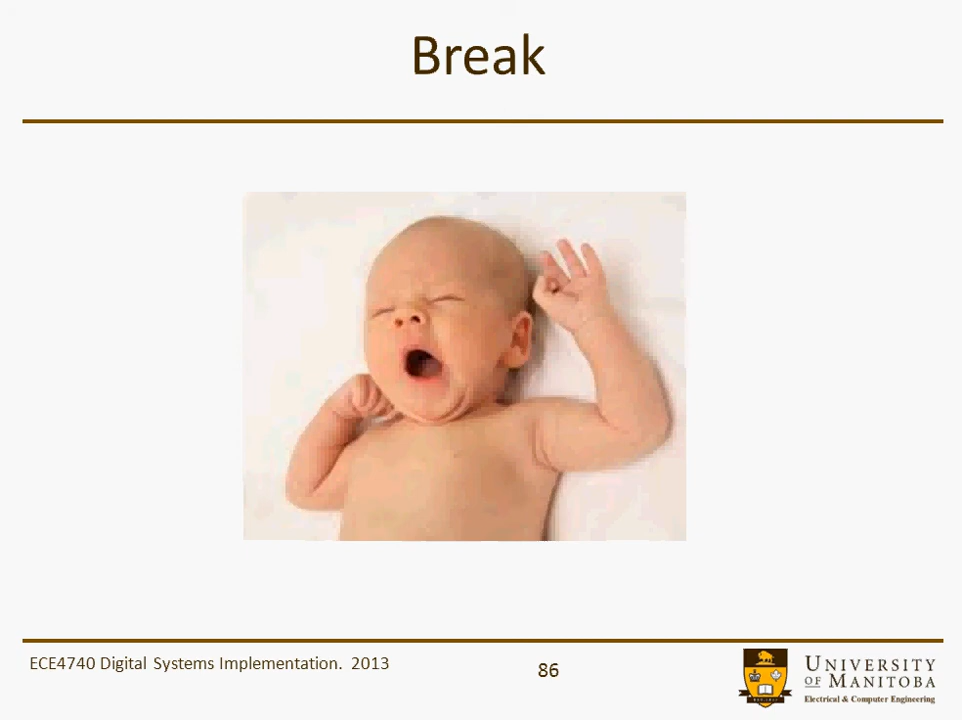 Break
ECE4740 Digital Systems Implementation. 2013
86
UNIVERSITY
OF MANITOBA
Electrical & Computer Engineering